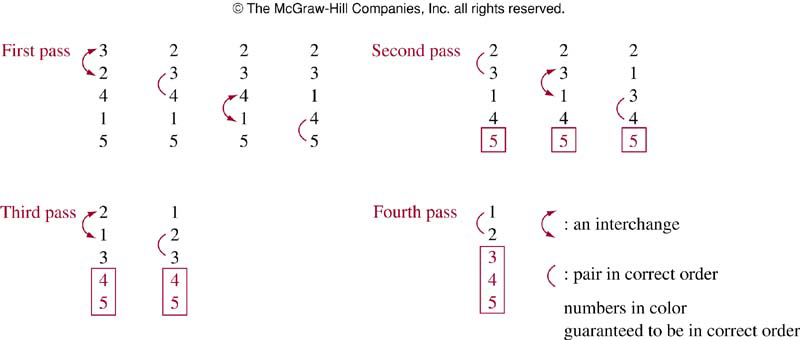 © The McGraw-Hill Companies, Inc. all rights reserved.
First pass 3 2 2 2
2 3 3 3
4 4 4 1
1 1 1 4
5 5 5 5
Second pass 2 2 2
3 3 1
1 1 3
4 4 4
5 5 5
Third pass 2 1
1 2
3 3
4 4
5 5
Fourth pass 1
2
3
4
5
: an interchange
: pair in correct order
numbers in color
guaranteed to be in correct order